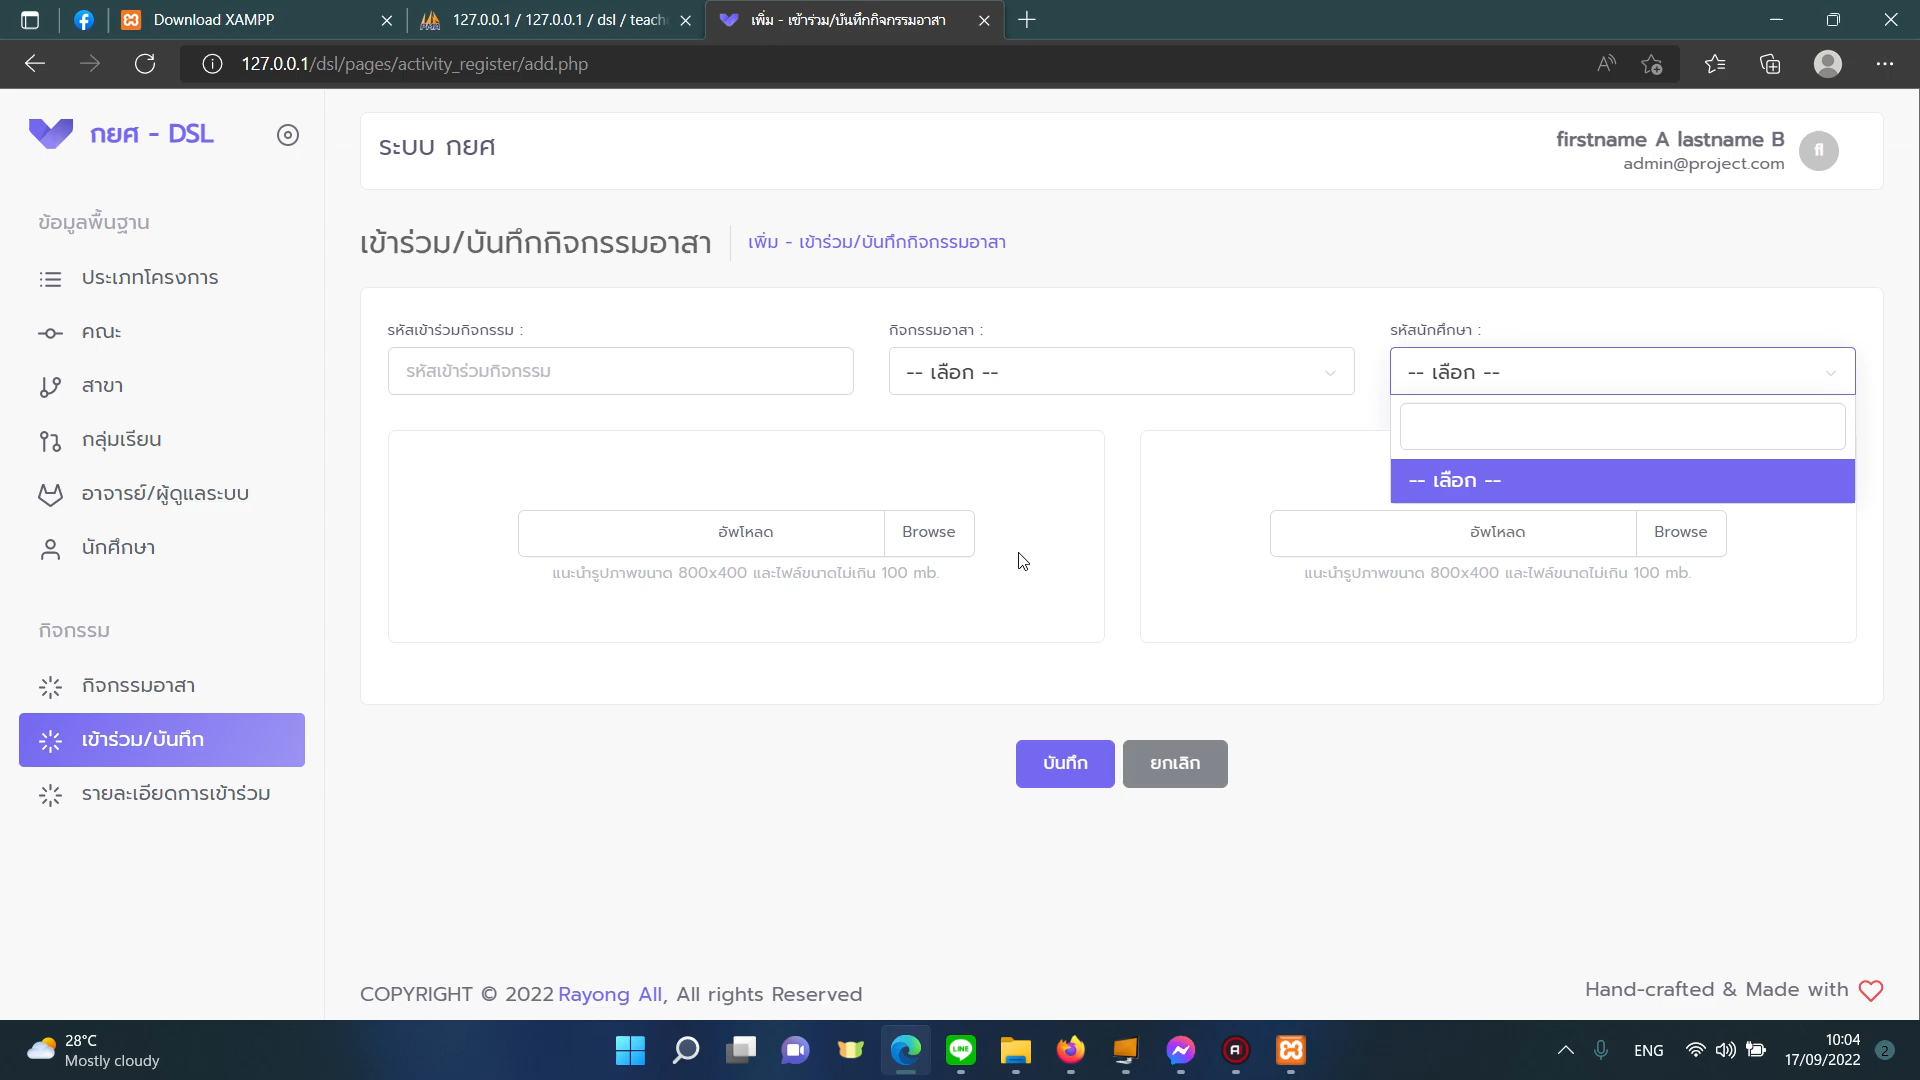 Download XAMPP
127.0.0.1 / 127.0.0.1 / dsl / teach
เพิ่ม - เข้าร่วม/บันทึกกิจกรรมอาสา
127.0.0.1/dsl/pages/activity_register/add.php
กยศ - DSL
ระบบ กยศ
firstname A lastname B
admin@project.com
fl
ข้อมูลพื้นฐาน
ประเภทโครงการ
คณะ
สาขา
กลุ่มเรียน
อาจารย์/ผู้ดูแลระบบ
นักศึกษา
กิจกรรม
กิจกรรมอาสา
เข้าร่วม/บันทึก
รายละเอียดการเข้าร่วม
เข้าร่วม/บันทึกกิจกรรมอาสา
เพิ่ม - เข้าร่วม/บันทึกกิจกรรมอาสา
รหัสเข้าร่วมกิจกรรม :
กิจกรรมอาสา :
รหัสนักศึกษา :
รหัสเข้าร่วมกิจกรรม
-- เลือก --
-- เลือก --
-- เลือก --
อัพโหลด
Browse
แนะนำรูปภาพขนาด 800x400 และไฟล์ขนาดไม่เกิน 100 mb.
อัพโหลด
Browse
แนะนำรูปภาพขนาด 800x400 และไฟล์ขนาดไม่เกิน 100 mb.
บันทึก
ยกเลิก
COPYRIGHT © 2022 Rayong All, All rights Reserved
Hand-crafted & Made with
28°C
Mostly cloudy
ENG
10:04
17/09/2022
2